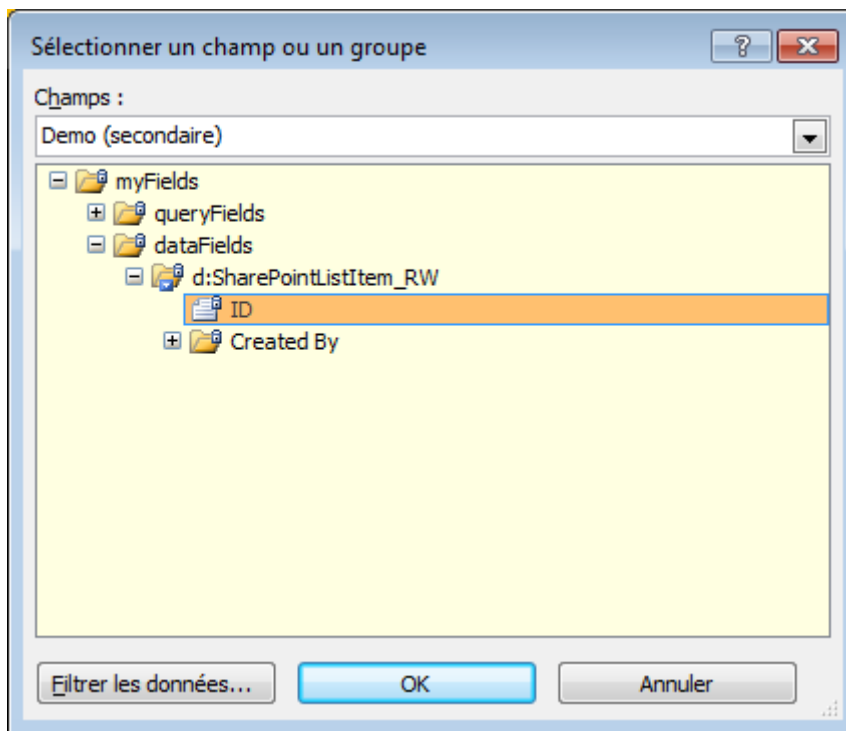 Sélectionner un champ ou un groupe
Champs :
Demo (secondaire)
myFields
queryFields
dataFields
d:SharePointListItem_RW
ID
Created By
Filtrer les données... OK Annuler